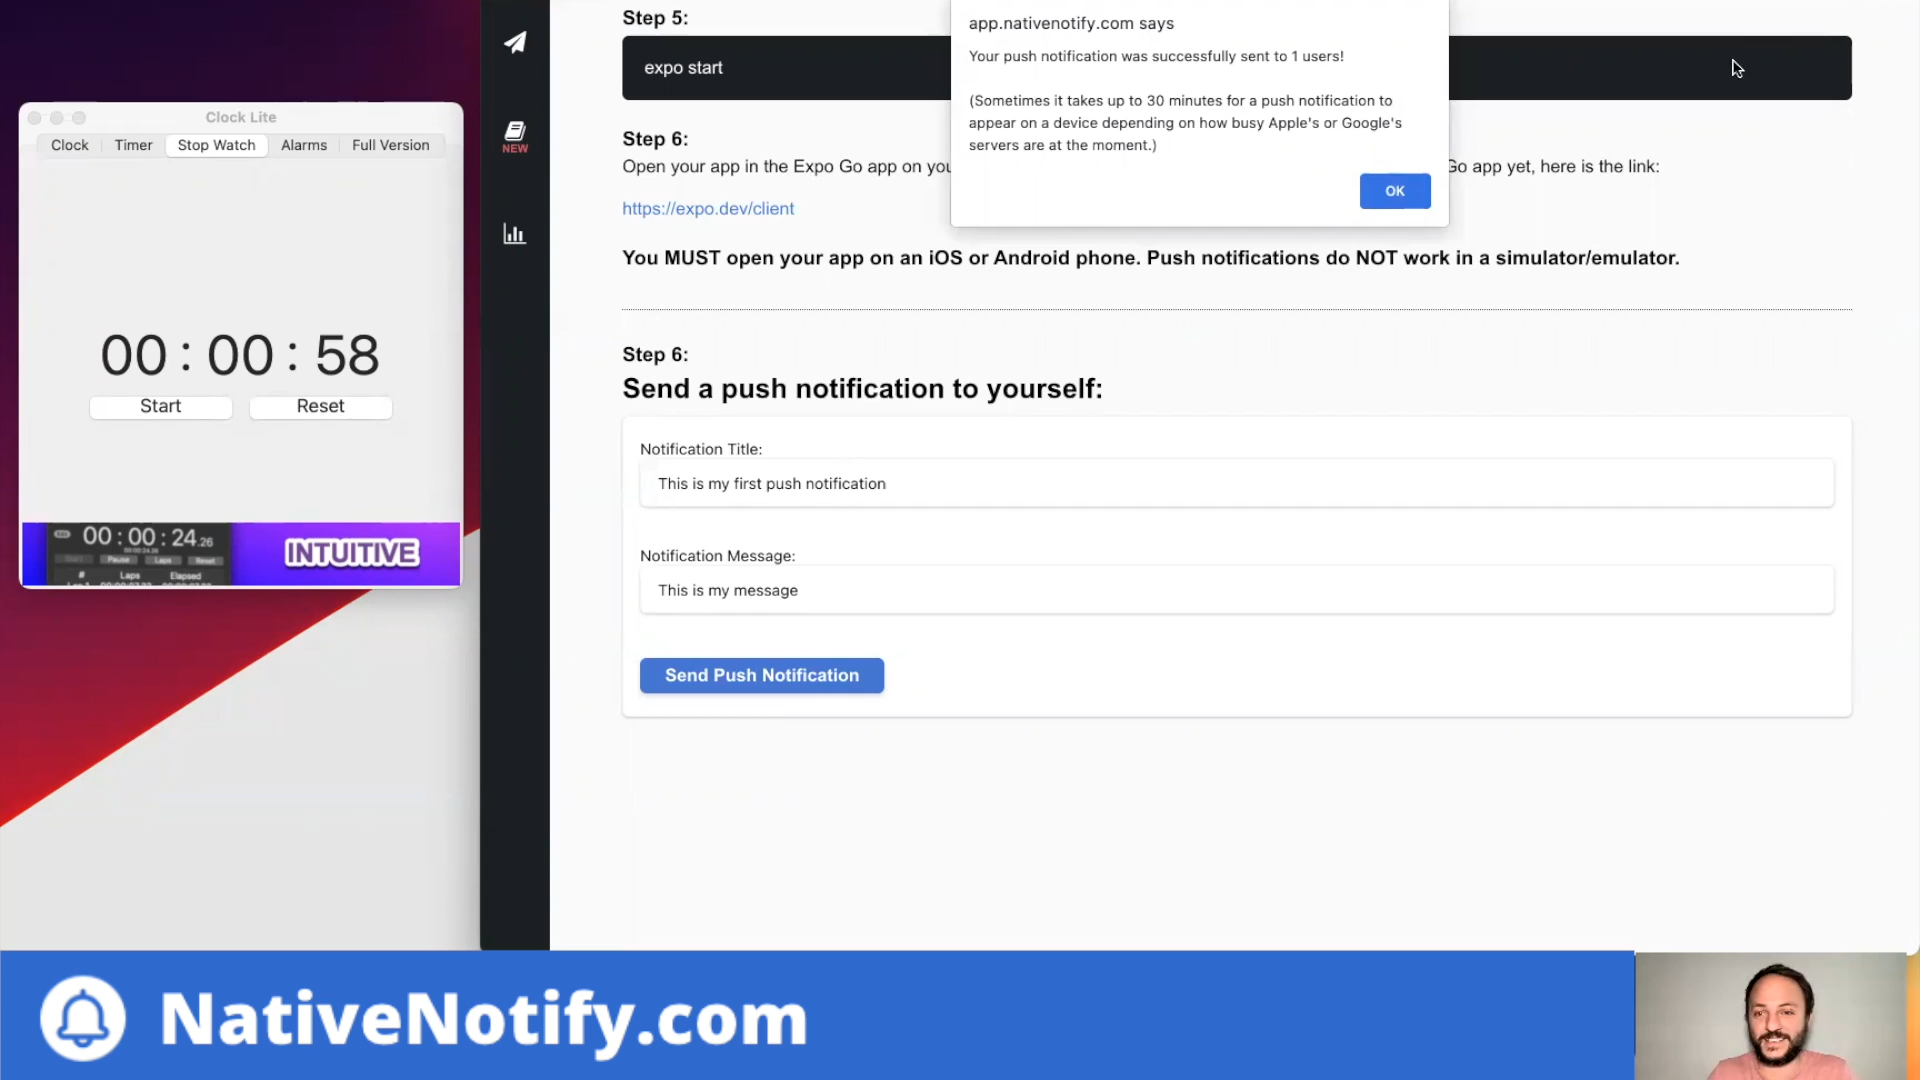 Clock Lite
Clock
Timer
Stop Watch
Alarms
Full Version
00 : 00 : 58
Start
Reset
00 : 00 : 24.26
Pause
Laps
Reset
#
Laps
Elapsed
INTUITIVE
NEW
Step 5:
expo start
Step 6:
Open your app in the Expo Go app on you
Go app yet, here is the link:
https://expo.dev/client
You MUST open your app on an iOS or Android phone. Push notifications do NOT work in a simulator/emulator.
app.nativenotify.com says
Your push notification was successfully sent to 1 users!
(Sometimes it takes up to 30 minutes for a push notification to
appear on a device depending on how busy Apple's or Google's
servers are at the moment.)
OK
Step 6:
Send a push notification to yourself:
Notification Title:
This is my first push notification
Notification Message:
This is my message
Send Push Notification
NativeNotify.com